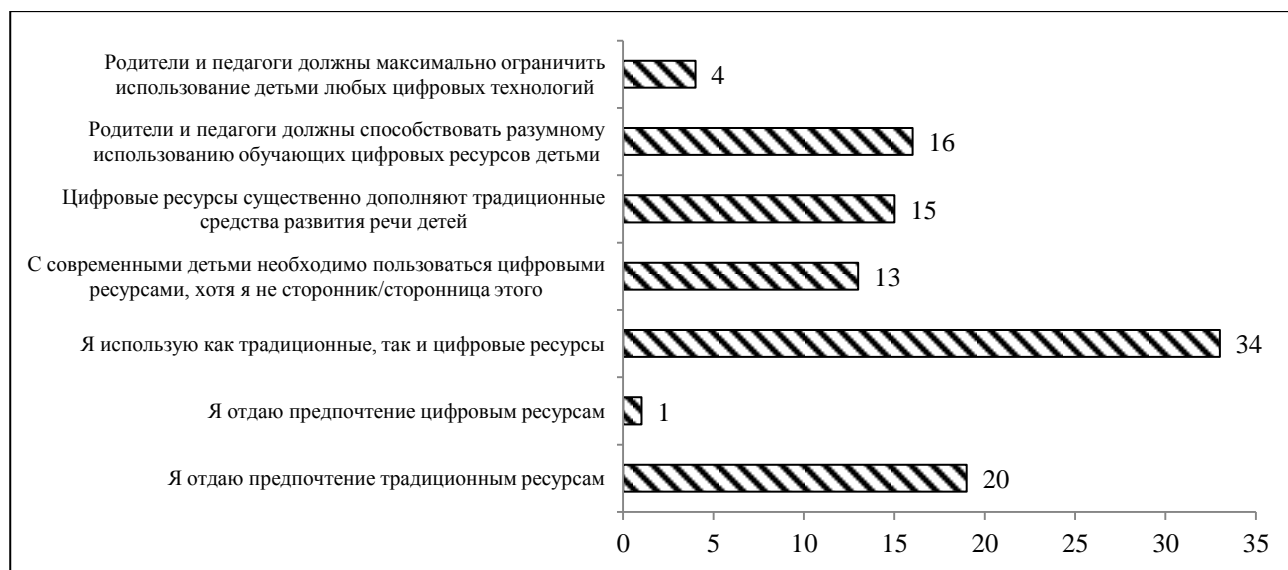 Родители и педагоги должны максимально ограничить
использование детьми любых цифровых технологий
4
Родители и педагоги должны способствовать разумному
использованию обучающих цифровых ресурсов детьми
16
Цифровые ресурсы существенно дополняют традиционные
средства развития речи детей
15
С современными детьми необходимо пользоваться цифровыми
ресурсами, хотя я не сторонник/сторонница этого
13
Я использую как традиционные, так и цифровые ресурсы
34
Я отдаю предпочтение цифровым ресурсам
1
Я отдаю предпочтение традиционным ресурсам
20
0 5 10 15 20 25 30 35